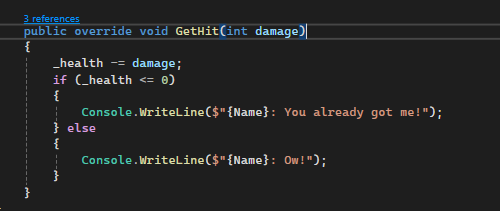 3 references
public override void GetHit(int damage)
{
_health -= damage;
if (_health <= 0)
{
Console.WriteLine($"{Name}: You already got me!");
} else
{
Console.WriteLine($"{Name}: Ow!");
}
}